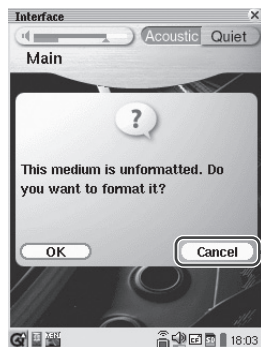 Interface
Acoustic Quiet
Main
?
This medium is unformatted. Do
you want to format it?
OK Cancel
18:03